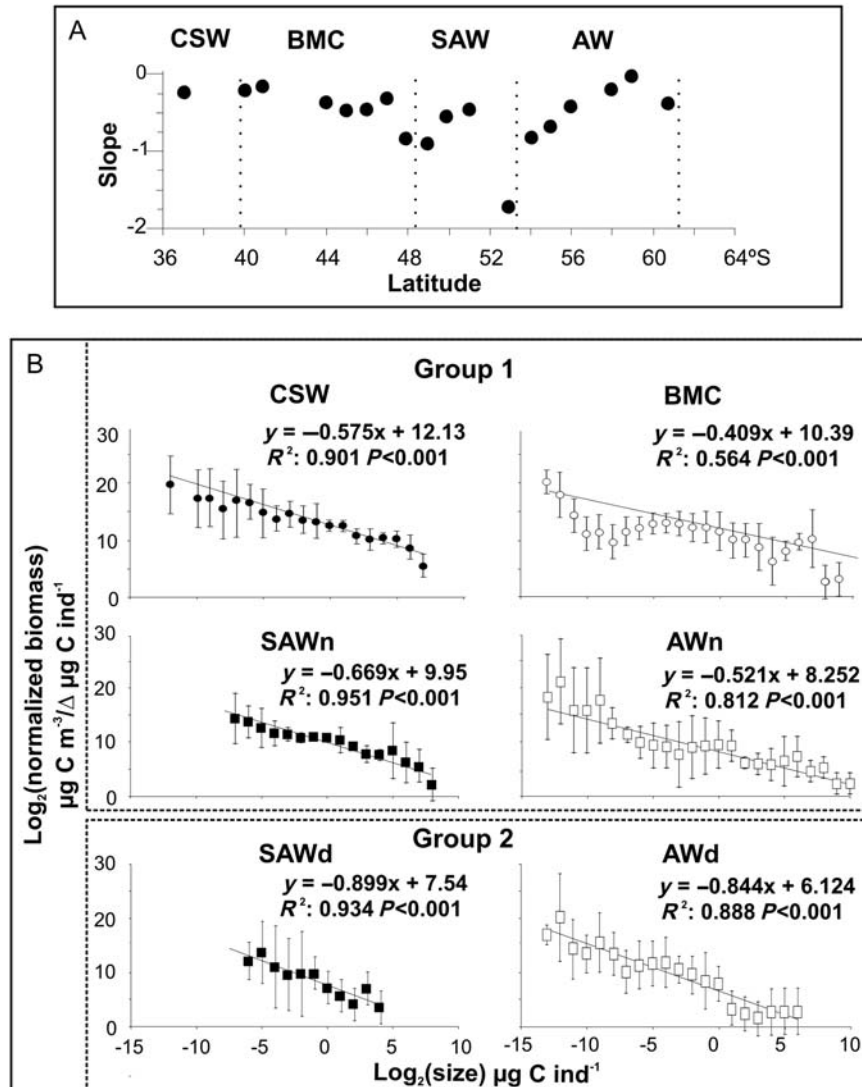 A
CSW BMC SAW AW
0
-1
-2
Slope
36 40 44 48 52 56 60 64ºS
Latitude
B
Group 1
CSW BMC
y = –0.575x + 12.13 y = –0.409x + 10.39
R²: 0.901 P<0.001 R²: 0.564 P<0.001
30
20
10
0
SAWn AWn
y = –0.669x + 9.95 y = –0.521x + 8.252
R²: 0.951 P<0.001 R²: 0.812 P<0.001
30
20
10
0
Log₂(normalized biomass)
µg C m⁻³/Δ µg C ind⁻¹
Group 2
SAWd AWd
y = –0.899x + 7.54 y = –0.844x + 6.124
R²: 0.934 P<0.001 R²: 0.888 P<0.001
30
20
10
0
-15 -10 -5 0 5 10 -15 -10 -5 0 5 10
Log₂(size) µg C ind⁻¹